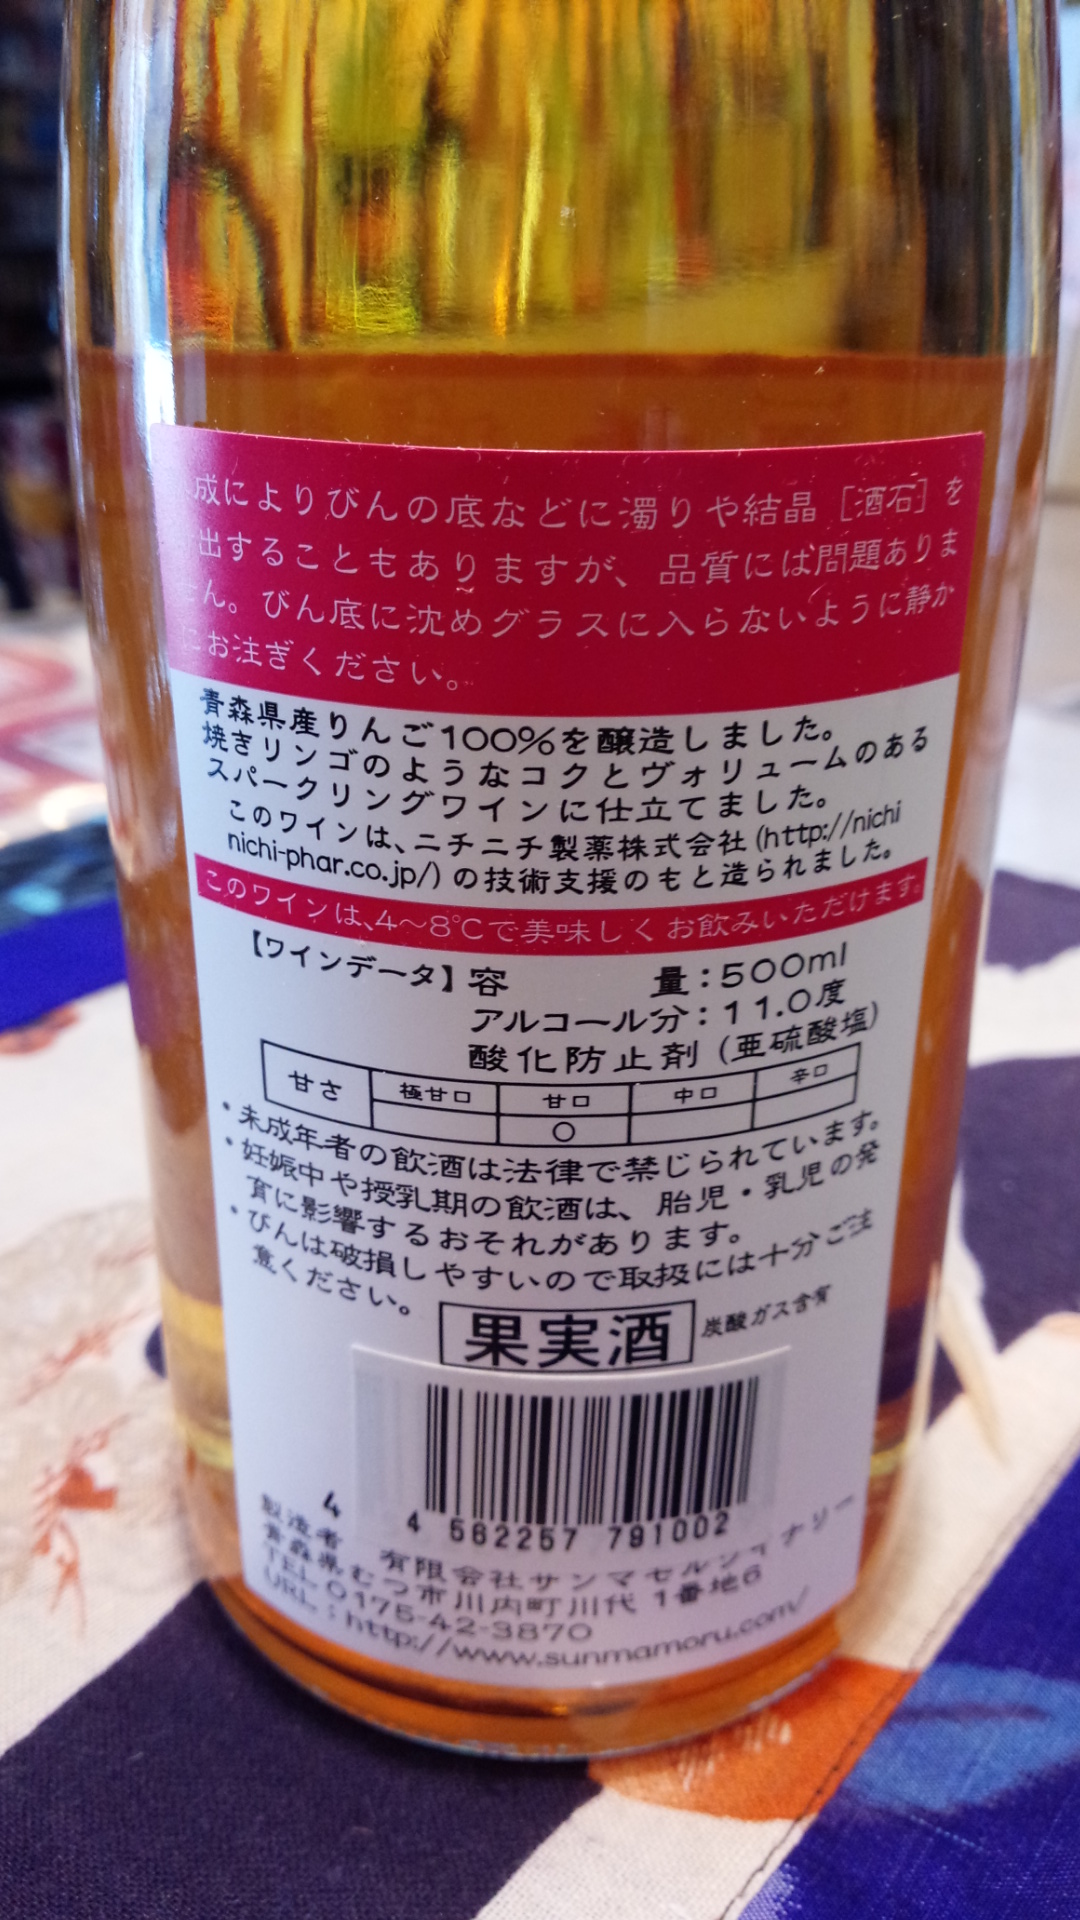 成によりびんの底などに濁りや結晶［酒石］を
出することもありますが、品質には問題ありま
せん。びん底に沈めグラスに入らないように静か
にお注ぎください。
青森県産りんご100%を醸造しました。
焼きリンゴのようなコクとヴォリュームのある
スパークリングワインに仕立てました。
このワインは、ニチニチ製薬株式会社(http://nichi
nichi-phar.co.jp/)の技術支援のもと造られました。
このワインは、4〜8℃で美味しくお飲みいただけます。
【ワインデータ】容　　　量：500ml
アルコール分：11.0度
酸化防止剤（亜硫酸塩）
甘さ 極甘口 甘口 中口 辛口
○
・未成年者の飲酒は法律で禁じられています。
・妊娠中や授乳期の飲酒は、胎児・乳児の発
育に影響するおそれがあります。
・びんは破損しやすいので取扱には十分ご注
意ください。
果実酒 炭酸ガス含有
4
4 562257 791002
製造者 有限会社サンマモルワイナリー
青森県むつ市川内町川代 1番地6
TEL 0175-42-3870
URL：http://www.sunmamoru.com/